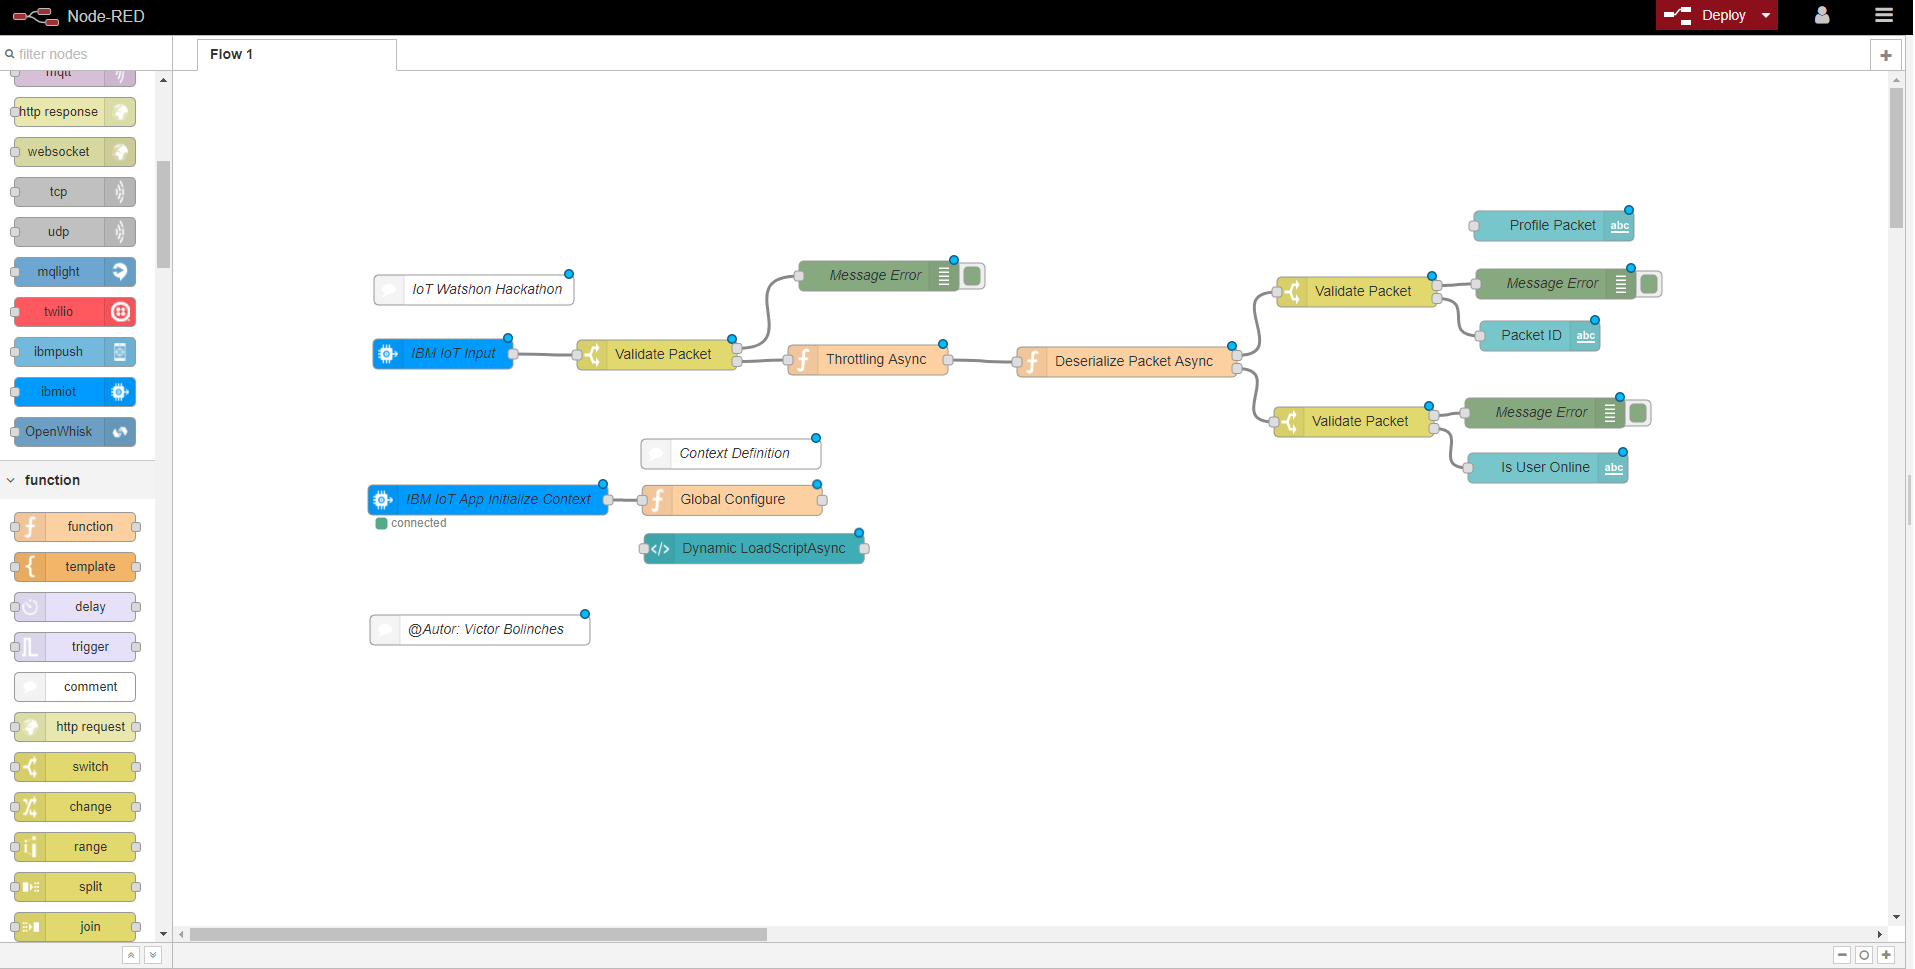 Node-RED
Deploy
filter nodes
Flow 1
mqtt
http response
websocket
tcp
udp
mqlight
twilio
ibmpush
ibmiot
OpenWhisk
function
function
template
delay
trigger
comment
http request
switch
change
range
split
join
Profile Packet
abc
IoT Watshon Hackathon
Message Error
Validate Packet
Message Error
IBM IoT Input
Validate Packet
Throttling Async
Deserialize Packet Async
Packet ID
abc
Validate Packet
Message Error
Is User Online
abc
Context Definition
IBM IoT App Initialize Context
Global Configure
connected
Dynamic LoadScriptAsync
@Autor: Victor Bolinches